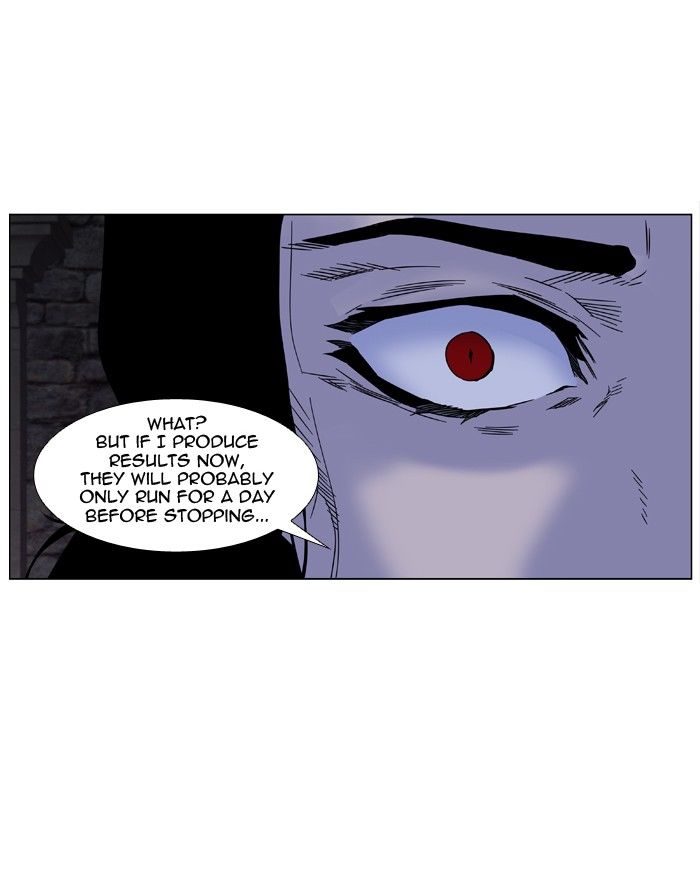 WHAT?
BUT IF I PRODUCE
RESULTS NOW,
THEY WILL PROBABLY
ONLY RUN FOR A DAY
BEFORE STOPPING...